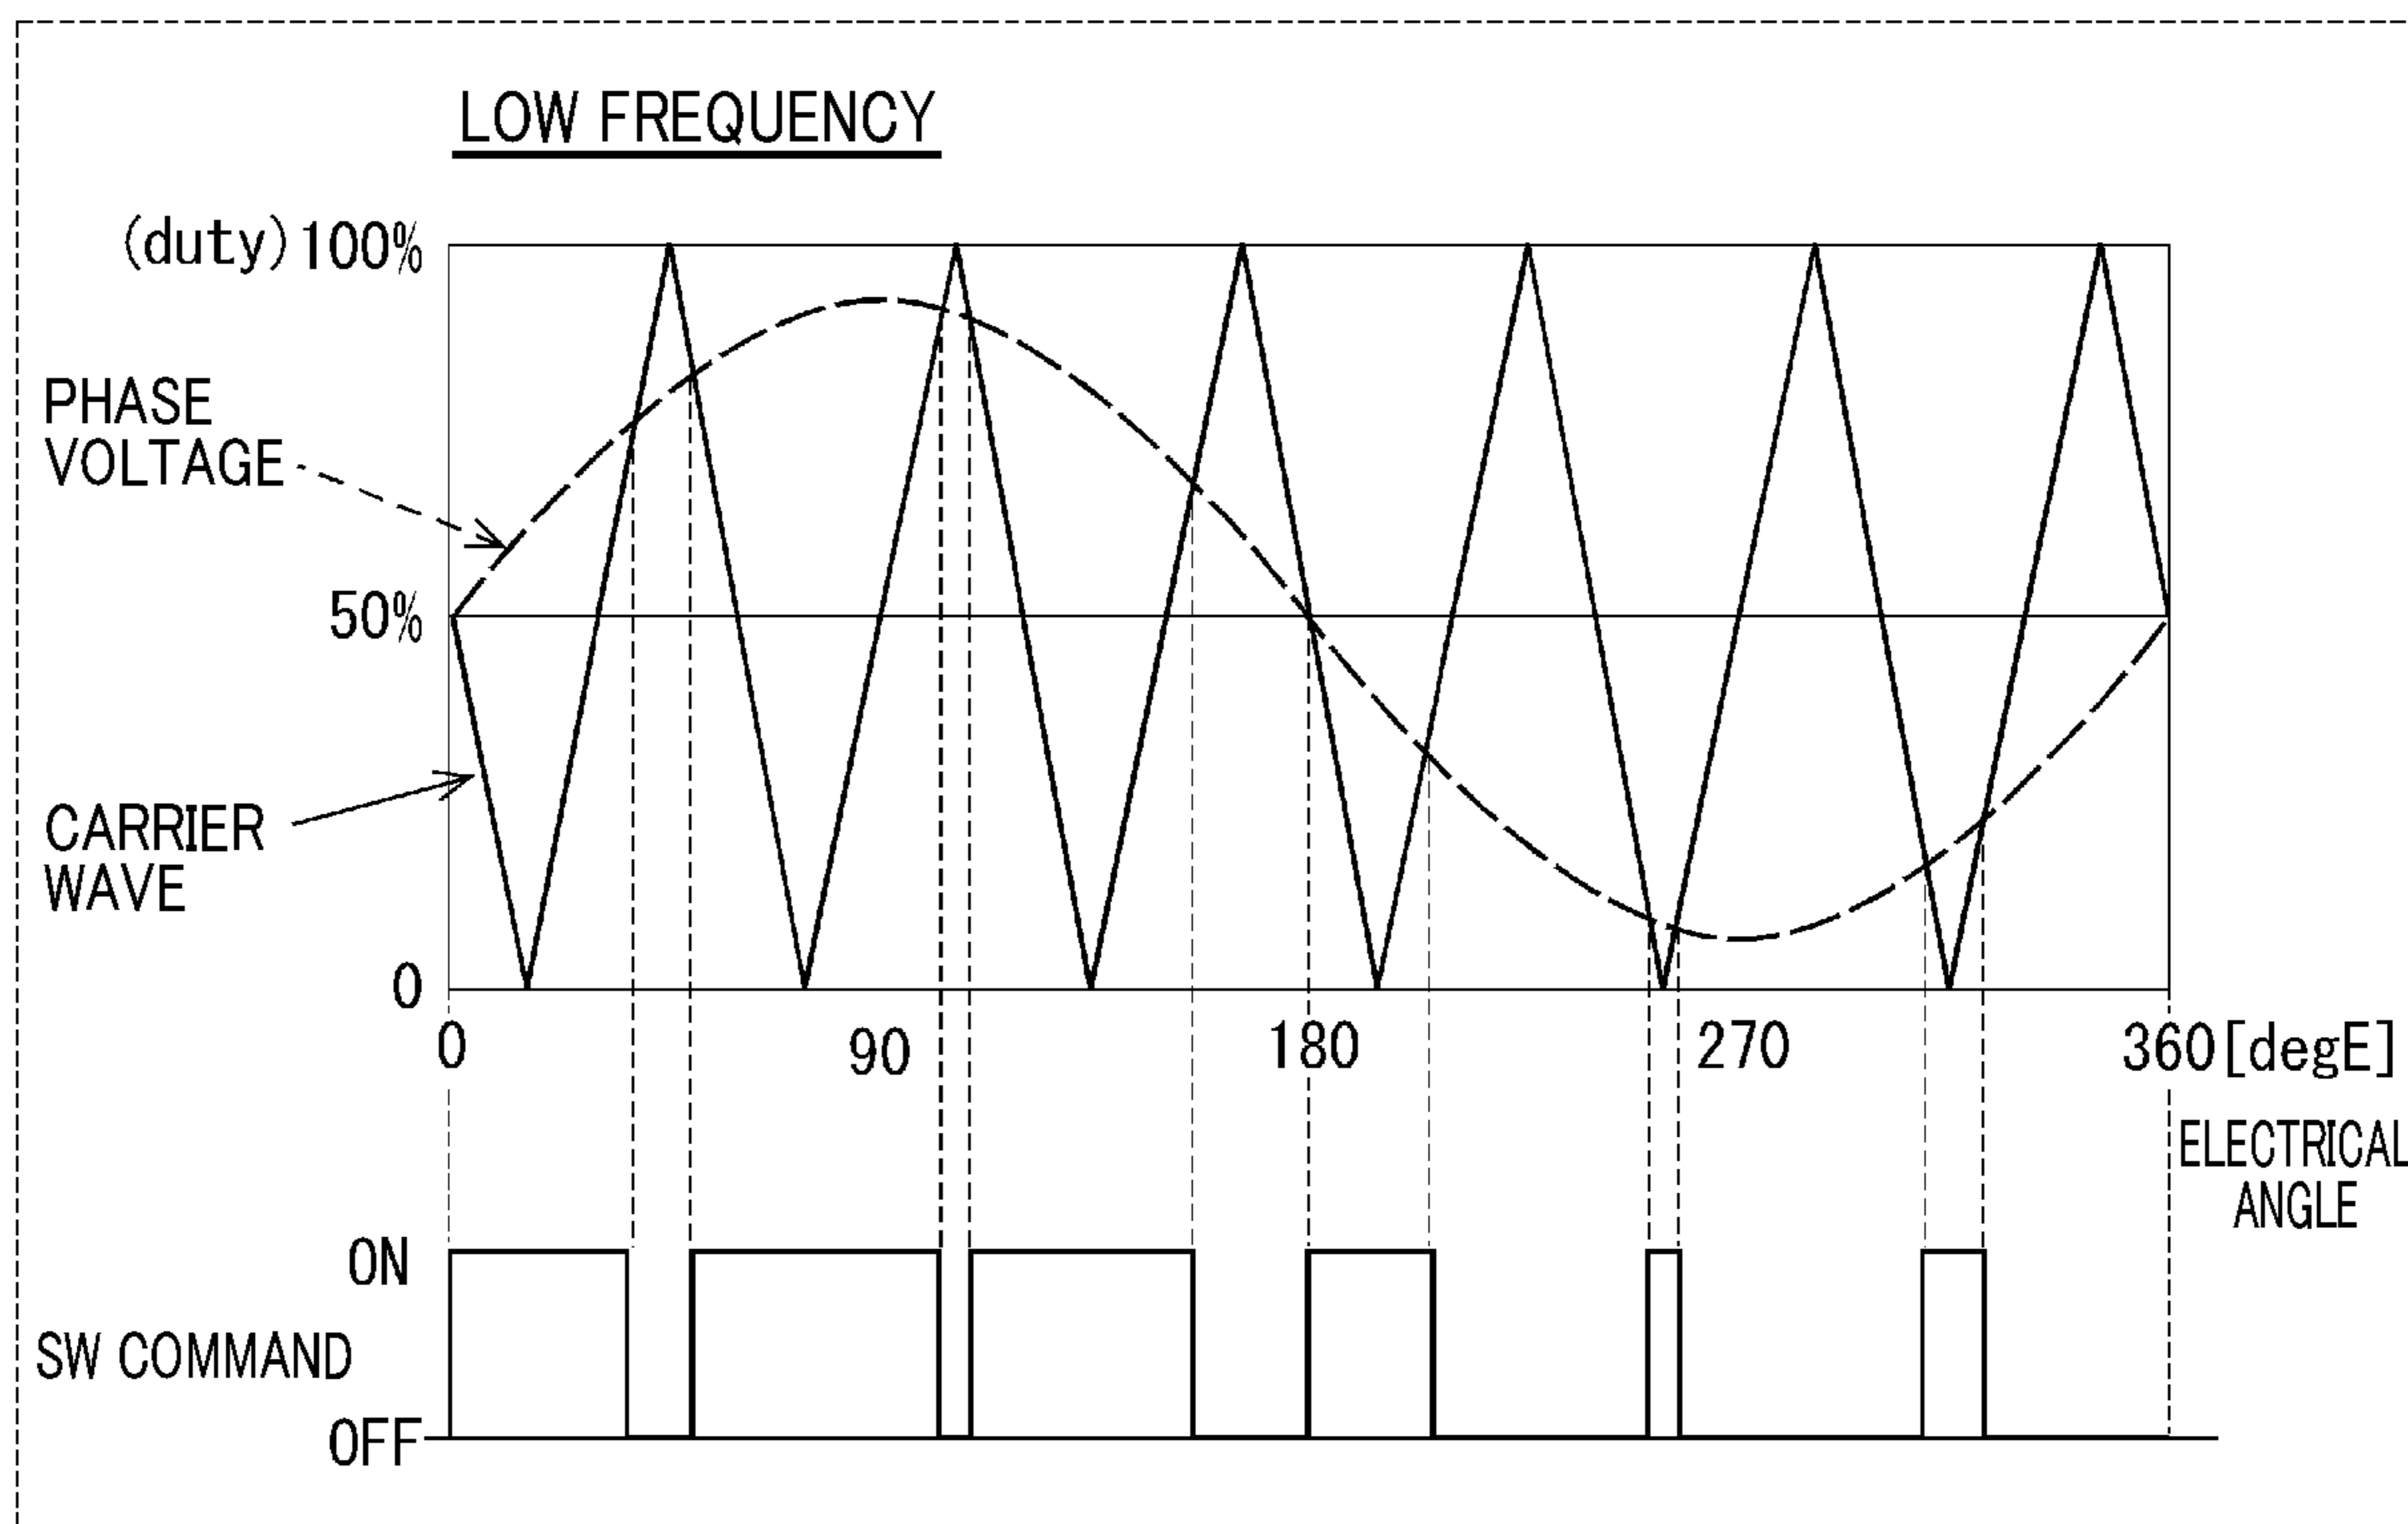 LOW FREQUENCY
(duty) 100%
PHASE
VOLTAGE
50%
CARRIER
WAVE
0
0 90 180 270 360 [degE]
ELECTRICAL
ANGLE
ON
SW COMMAND
OFF